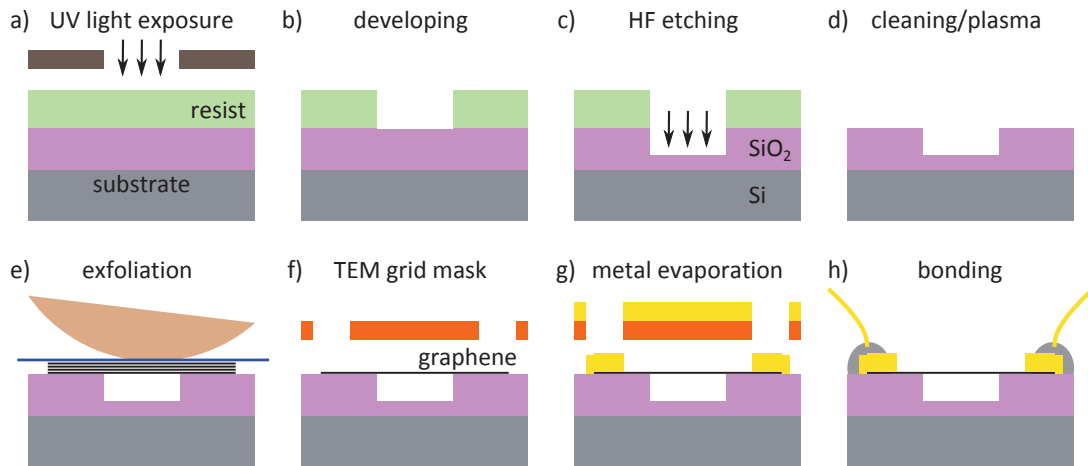 a) UV light exposure
b) developing
c) HF etching
d) cleaning/plasma
resist
SiO₂
substrate
Si
e) exfoliation
f) TEM grid mask
g) metal evaporation
h) bonding
graphene